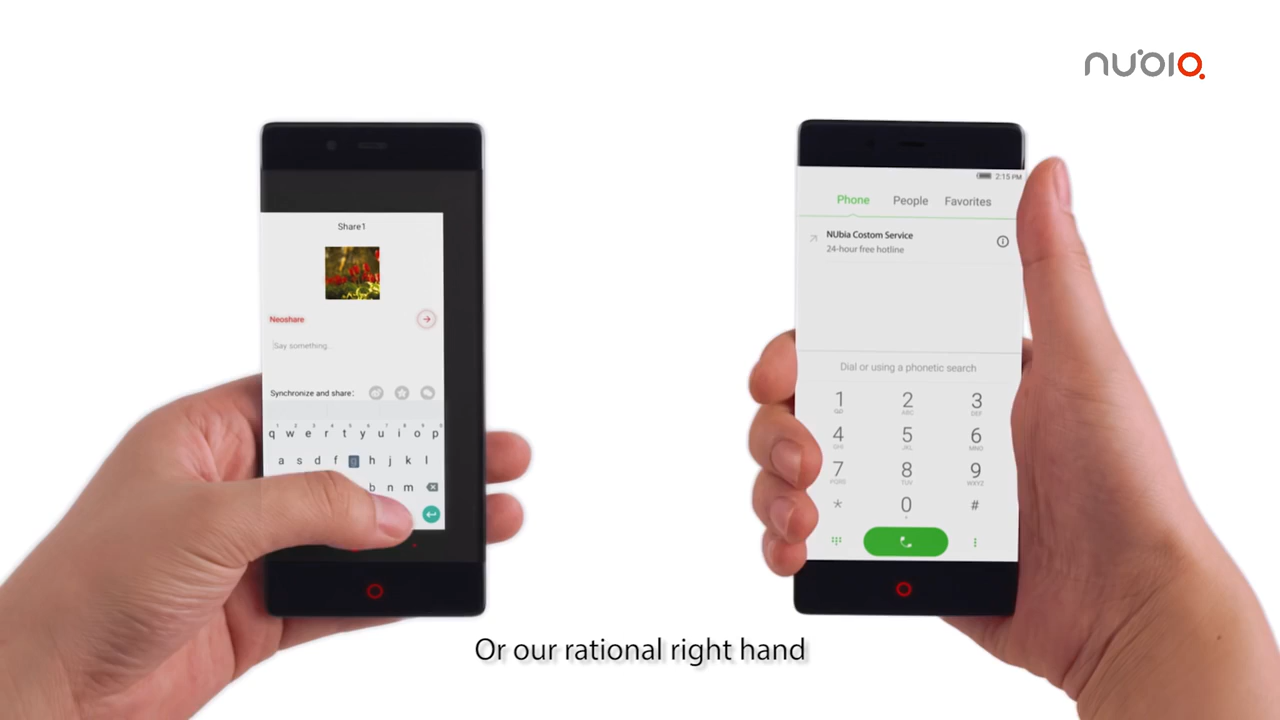 nubia
Share1
Neoshare
Say something...
Synchronize and share:
q w e r t y u i o p
a s d f g h j k l
b n m
2:15 PM
Phone People Favorites
NUbia Costom Service
24-hour free hotline
Dial or using a phonetic search
1 2 3
ABC DEF
4 5 6
GHI JKL MNO
7 8 9
PQRS TUV WXYZ
* 0 #
+
Or our rational right hand